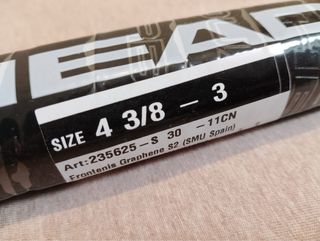 HEAD
SIZE 4 3/8 - 3
Art:235625-S 30 -11CN
Frontenis Graphene S2 (SMU Spain)